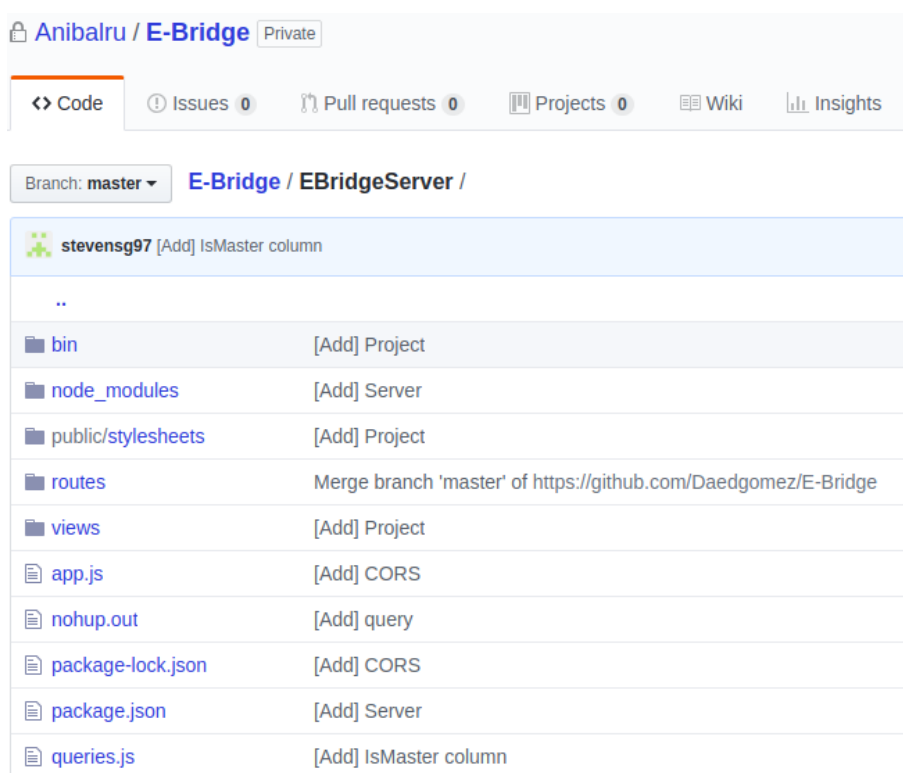 Anibalru / E-Bridge Private
Code Issues 0 Pull requests 0 Projects 0 Wiki Insights
Branch: master E-Bridge / EBridgeServer /
stevensg97 [Add] IsMaster column
..
bin [Add] Project
node_modules [Add] Server
public/stylesheets [Add] Project
routes Merge branch 'master' of https://github.com/Daedgomez/E-Bridge
views [Add] Project
app.js [Add] CORS
nohup.out [Add] query
package-lock.json [Add] CORS
package.json [Add] Server
queries.js [Add] IsMaster column